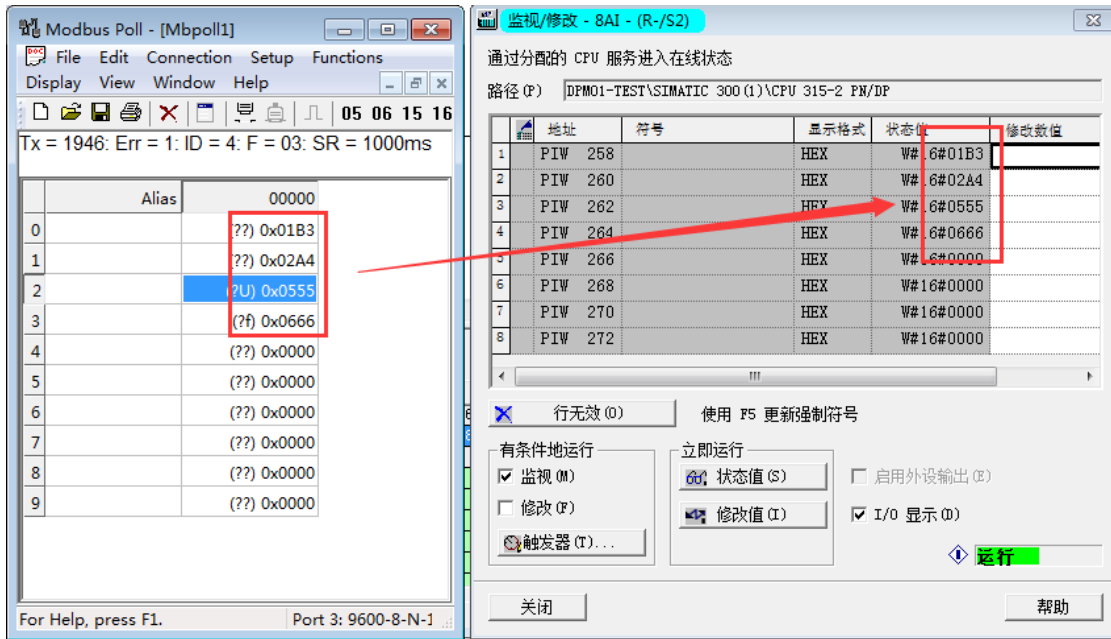 Modbus Poll - [Mbpoll1]
File Edit Connection Setup Functions
Display View Window Help
05 06 15 16
Tx = 1946: Err = 1: ID = 4: F = 03: SR = 1000ms
Alias 00000
0 (??) 0x01B3
1 (??) 0x02A4
2 (?U) 0x0555
3 (?f) 0x0666
4 (??) 0x0000
5 (??) 0x0000
6 (??) 0x0000
7 (??) 0x0000
8 (??) 0x0000
9 (??) 0x0000
For Help, press F1. Port 3: 9600-8-N-1
监视/修改 - 8AI - (R-/S2)
通过分配的 CPU 服务进入在线状态
路径(P) DPM01-TEST\SIMATIC 300(1)\CPU 315-2 PN/DP
地址 符号 显示格式 状态值 修改数值
1 PIW 258 HEX W#16#01B3
2 PIW 260 HEX W#16#02A4
3 PIW 262 HEX W#16#0555
4 PIW 264 HEX W#16#0666
5 PIW 266 HEX W#16#0000
6 PIW 268 HEX W#16#0000
7 PIW 270 HEX W#16#0000
8 PIW 272 HEX W#16#0000
行无效(O) 使用 F5 更新强制符号
有条件地运行 立即运行
监视(M) 状态值(S) 启用外设输出(E)
修改(F) 修改值(I) I/O 显示(D)
触发器(T)...
运行
关闭 帮助